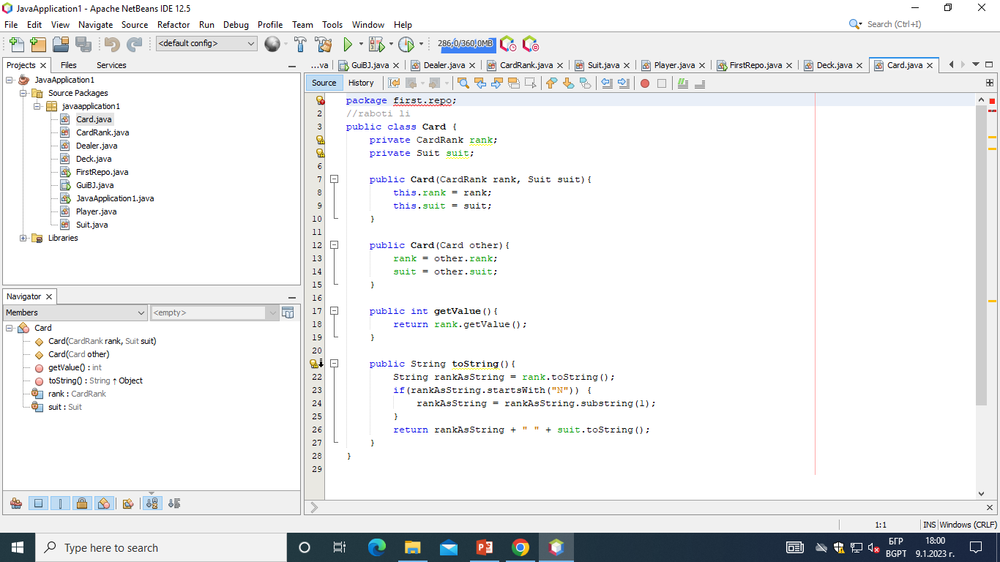 JavaApplication1 - Apache NetBeans IDE 12.5
File Edit View Navigate Source Refactor Run Debug Profile Team Tools Window Help
Search (Ctrl+I)
<default config>
286,0/360,0MB
Projects Files Services
...va GuiBJ.java Dealer.java CardRank.java Suit.java Player.java FirstRepo.java Deck.java Card.java
Source History
JavaApplication1
Source Packages
javaapplication1
Card.java
CardRank.java
Dealer.java
Deck.java
FirstRepo.java
GuiBJ.java
JavaApplication1.java
Player.java
Suit.java
Libraries
Navigator
Members <empty>
Card
Card(CardRank rank, Suit suit)
Card(Card other)
getValue() : int
toString() : String ↑ Object
rank : CardRank
suit : Suit
package first.repo;
2 //raboti li
3 public class Card {
private CardRank rank;
private Suit suit;
6
7 public Card(CardRank rank, Suit suit){
8 this.rank = rank;
9 this.suit = suit;
10 }
11
12 public Card(Card other){
13 rank = other.rank;
14 suit = other.suit;
15 }
16
17 public int getValue(){
18 return rank.getValue();
19 }
20
public String toString(){
22 String rankAsString = rank.toString();
23 if(rankAsString.startsWith("N")) {
24 rankAsString = rankAsString.substring(1);
25 }
26 return rankAsString + " " + suit.toString();
27 }
28 }
29
1:1 INS Windows (CRLF)
Type here to search
БГР
BGPT
18:00
9.1.2023 г.